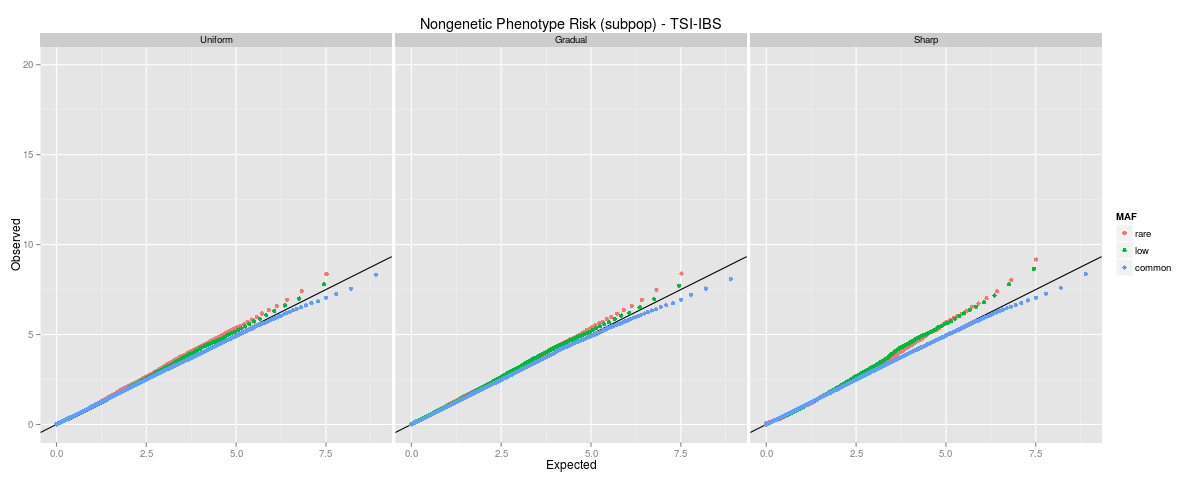 Nongenetic Phenotype Risk (subpop) - TSI-IBS
Uniform Gradual Sharp
20
15
10
5
0
Observed
0.0 2.5 5.0 7.5 0.0 2.5 5.0 7.5 0.0 2.5 5.0 7.5
Expected
MAF
rare
low
common